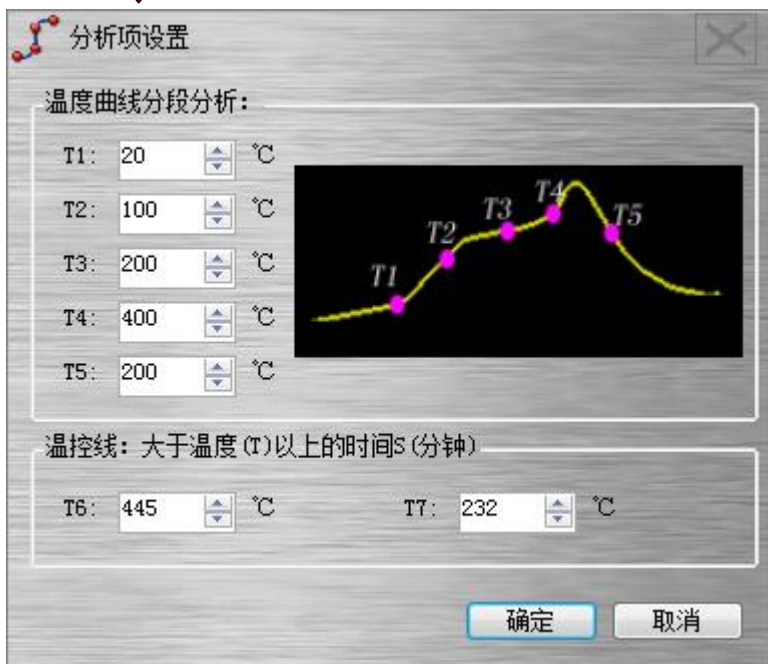 分析项设置
温度曲线分段分析：
T1: 20 ℃
T2: 100 ℃
T3: 200 ℃
T4: 400 ℃
T5: 200 ℃
T1
T2
T3
T4
T5
温控线：大于温度(T)以上的时间S(分钟)
T6: 445 ℃ T7: 232 ℃
确定 取消